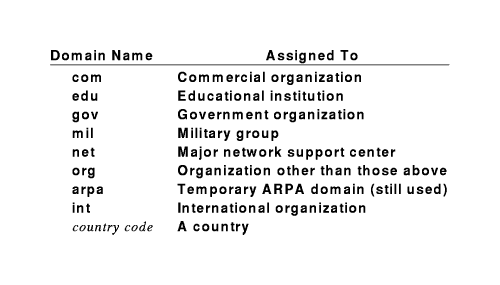 Domain Name Assigned To
com Commercial organization
edu Educational institution
gov Government organization
mil Military group
net Major network support center
org Organization other than those above
arpa Temporary ARPA domain (still used)
int International organization
country code A country